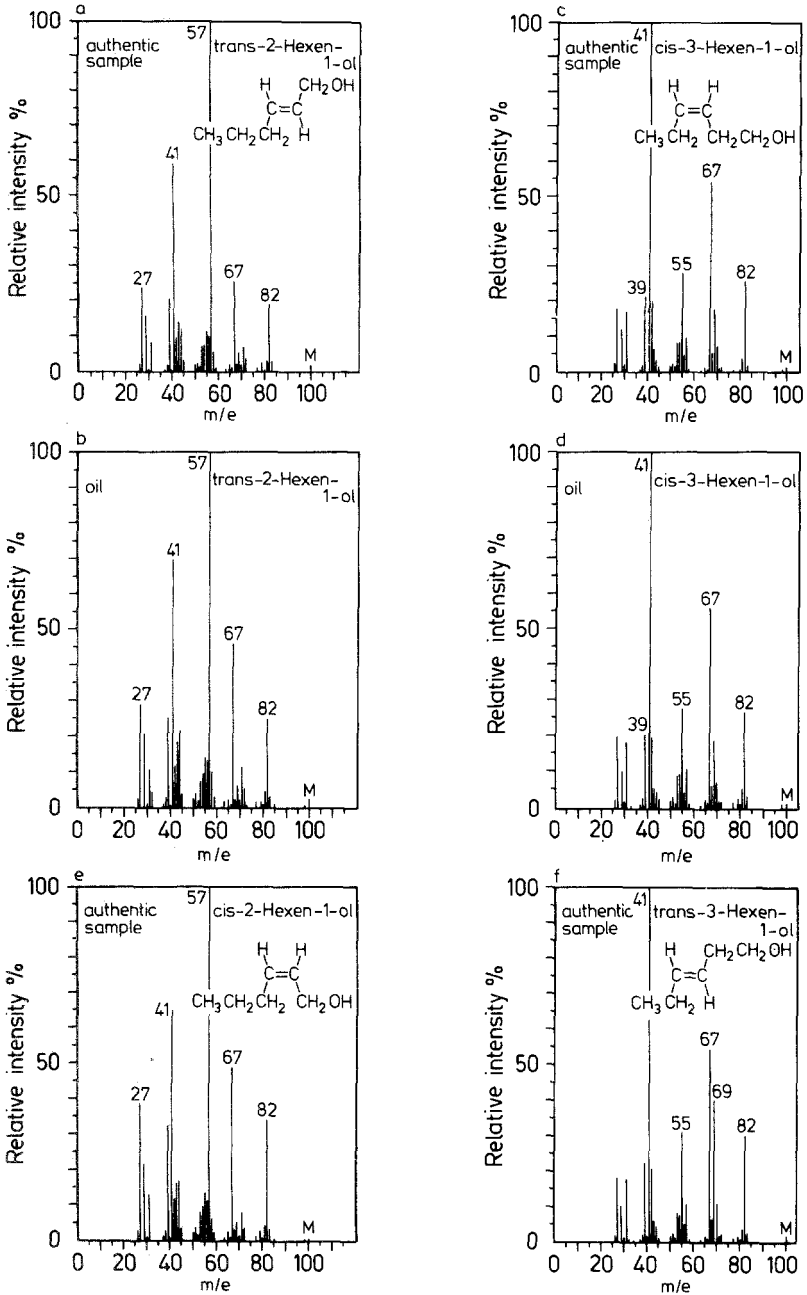 a
authentic
sample
57
trans-2-Hexen-
1-ol
H
CH₂OH
C=C
CH₃CH₂CH₂
H
41
27
67
82
M
Relative intensity %
100
50
0
0 20 40 60 80 100
m/e
c
authentic
sample
41
cis-3-Hexen-1-ol
H H
C=C
CH₃CH₂ CH₂CH₂OH
67
39
55
82
M
Relative intensity %
100
50
0
0 20 40 60 80 100
m/e
b
oil
57
trans-2-Hexen-
1-ol
41
27
67
82
M
Relative intensity %
100
50
0
0 20 40 60 80 100
m/e
d
oil
41
cis-3-Hexen-1-ol
67
39
55
82
M
Relative intensity %
100
50
0
0 20 40 60 80 100
m/e
e
authentic
sample
57
cis-2-Hexen-1-ol
H H
C=C
CH₃CH₂CH₂ CH₂OH
41
27
67
82
M
Relative intensity %
100
50
0
0 20 40 60 80 100
m/e
f
authentic
sample
41
trans-3-Hexen-
1-ol
H
CH₂CH₂OH
C=C
CH₃CH₂ H
67
69
55
82
M
Relative intensity %
100
50
0
0 20 40 60 80 100
m/e